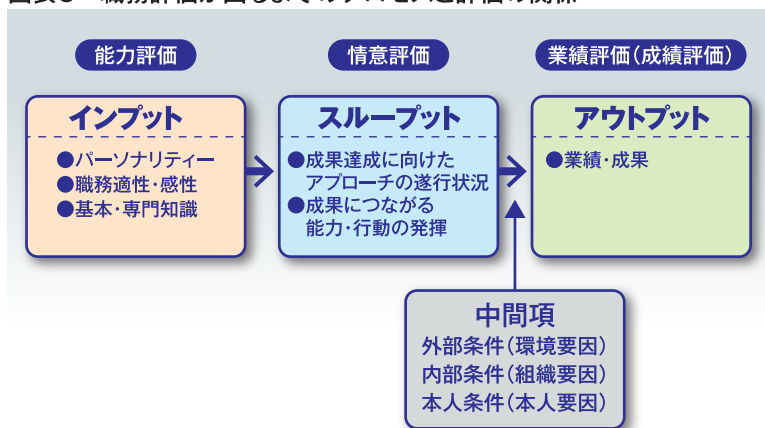 能力評価
情意評価
業績評価(成績評価)
インプット
●パーソナリティー
●職務適性・感性
●基本・専門知識
スループット
●成果達成に向けた
アプローチの遂行状況
●成果につながる
能力・行動の発揮
アウトプット
●業績・成果
中間項
外部条件(環境要因)
内部条件(組織要因)
本人条件(本人要因)